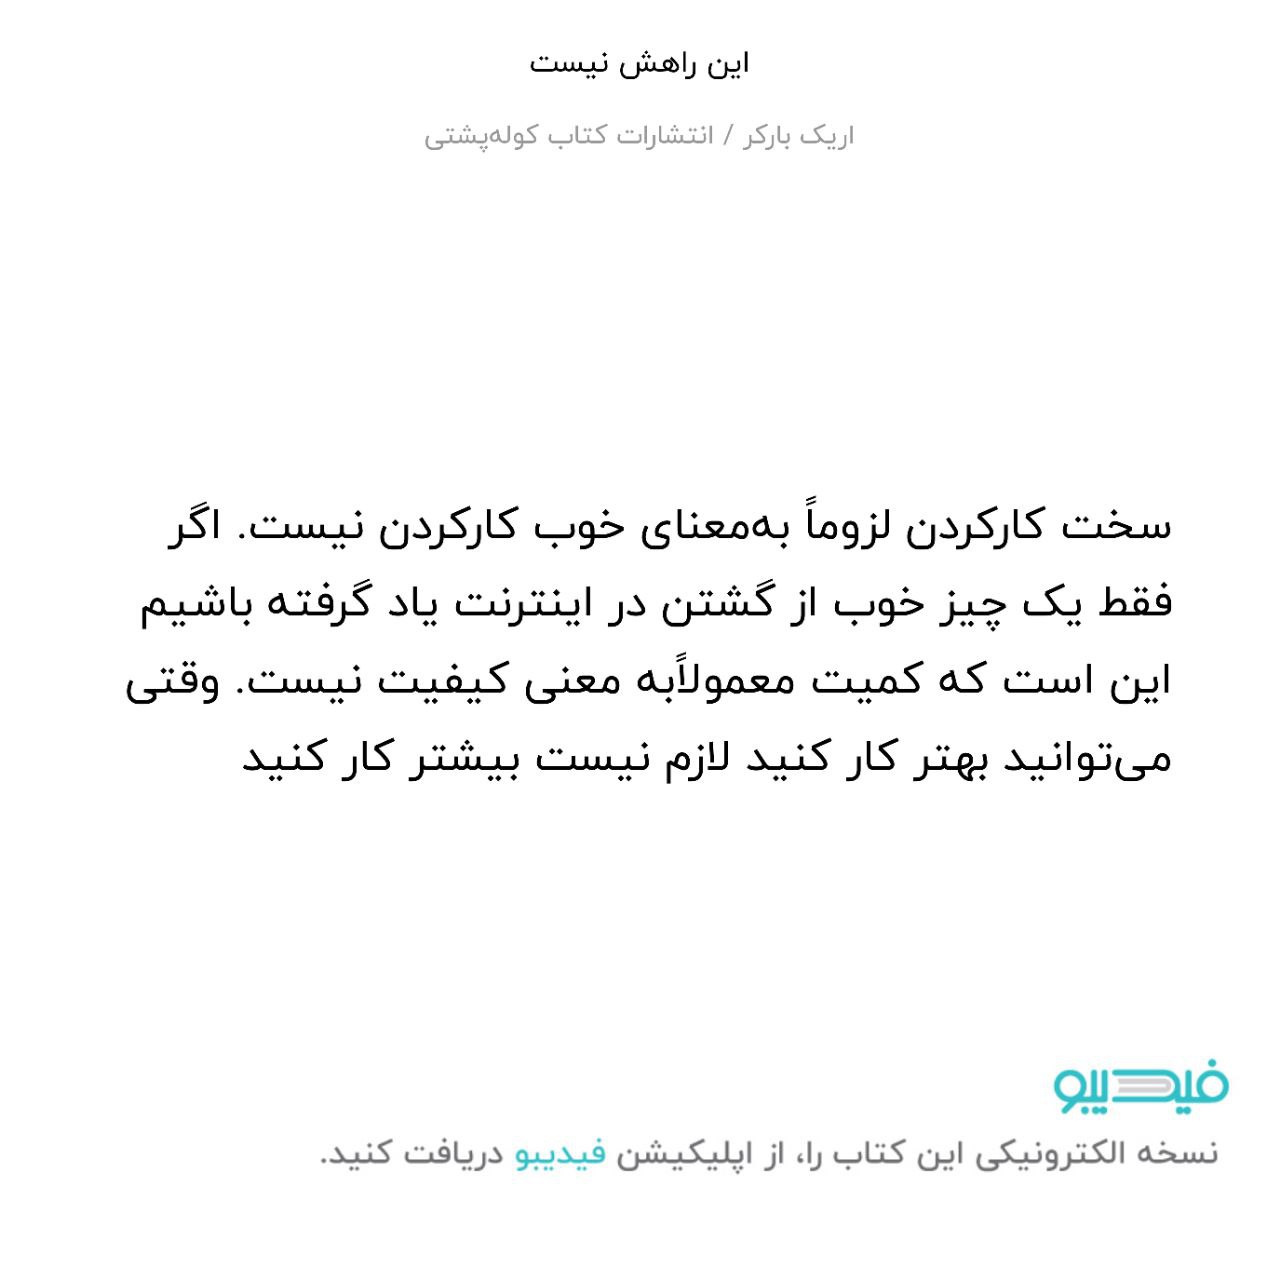 این راهش نیست
اریک بارکر / انتشارات کتاب کوله‌پشتی
سخت کارکردن لزوماً به‌معنای خوب کارکردن نیست. اگر
فقط یک چیز خوب از گشتن در اینترنت یاد گرفته باشیم
این است که کمیت معمولاًبه معنی کیفیت نیست. وقتی
می‌توانید بهتر کار کنید لازم نیست بیشتر کار کنید
فیدیبو
نسخه الکترونیکی این کتاب را، از اپلیکیشن فیدیبو دریافت کنید.